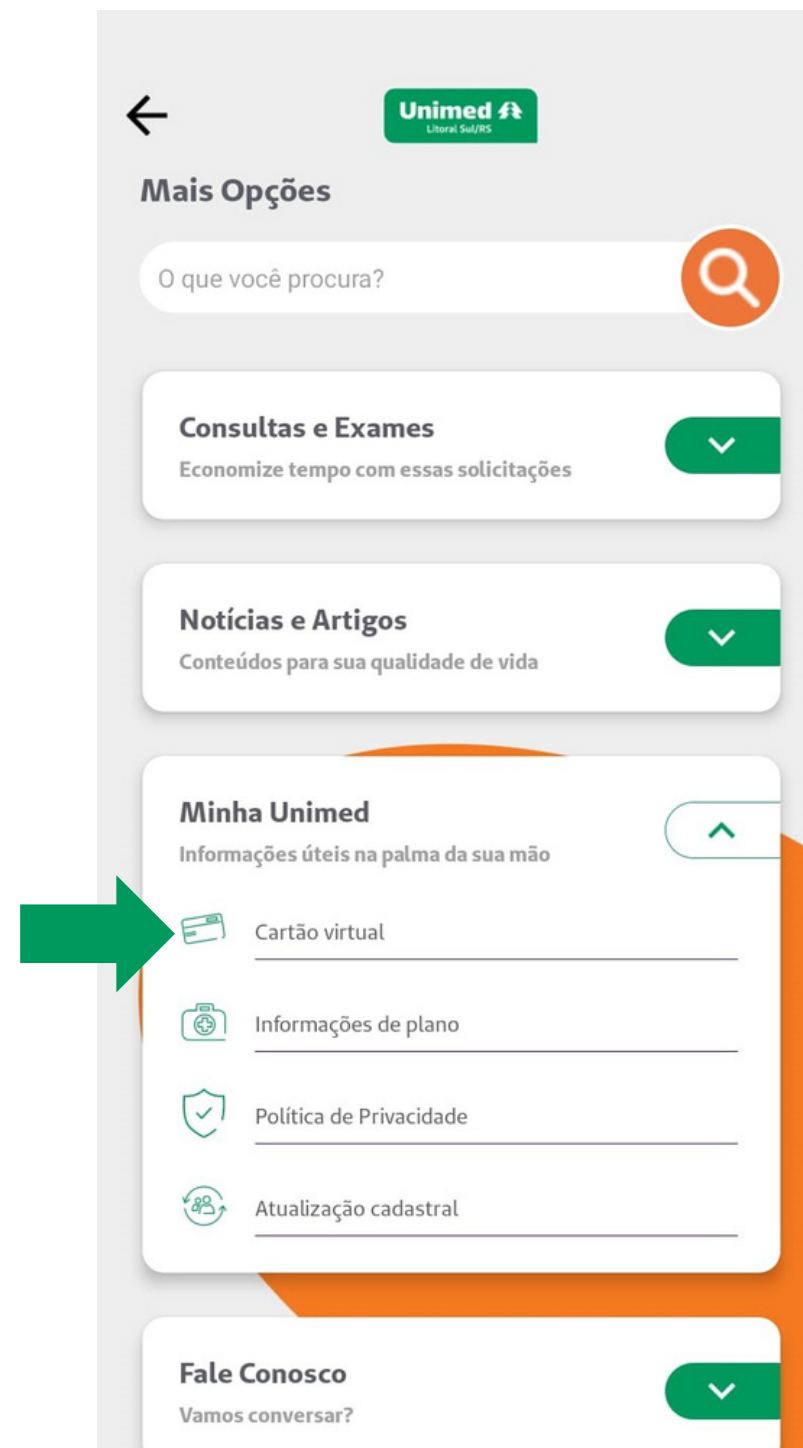 Unimed
Litoral Sul/RS
Mais Opções
O que você procura?
Consultas e Exames
Economize tempo com essas solicitações
Notícias e Artigos
Conteúdos para sua qualidade de vida
Minha Unimed
Informações úteis na palma da sua mão
Cartão virtual
Informações de plano
Política de Privacidade
Atualização cadastral
Fale Conosco
Vamos conversar?